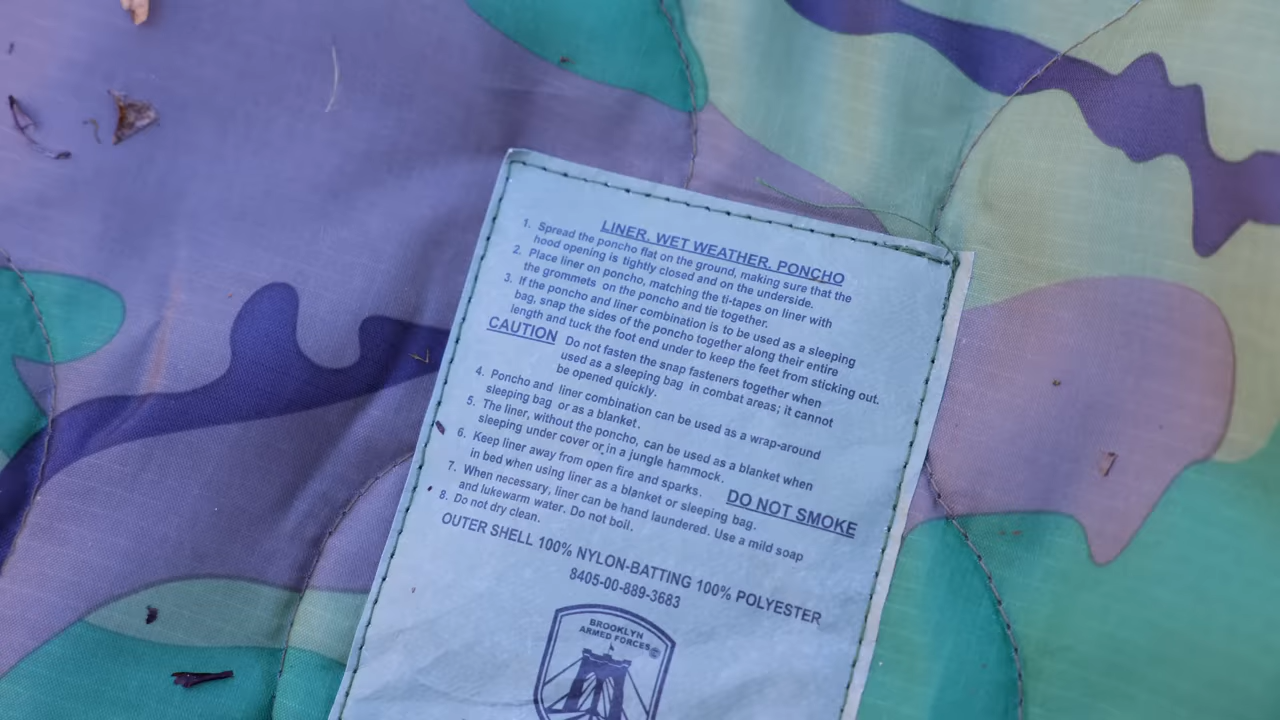 LINER, WET WEATHER, PONCHO
1. Spread the poncho flat on the ground, making sure that the
hood opening is tightly closed and on the underside.
2. Place liner on poncho, matching the ti-tapes on liner with
the grommets on the poncho and tie together.
3. If the poncho and liner combination is to be used as a sleeping
bag, snap the sides of the poncho together along their entire
length and tuck the foot end under to keep the feet from sticking out.
CAUTION Do not fasten the snap fasteners together when
used as a sleeping bag in combat areas; it cannot
be opened quickly.
4. Poncho and liner combination can be used as a wrap-around
sleeping bag or as a blanket.
5. The liner, without the poncho, can be used as a blanket when
sleeping under cover or in a jungle hammock.
6. Keep liner away from open fire and sparks. DO NOT SMOKE
in bed when using liner as a blanket or sleeping bag.
7. When necessary, liner can be hand laundered. Use a mild soap
and lukewarm water. Do not boil.
8. Do not dry clean.
OUTER SHELL 100% NYLON-BATTING 100% POLYESTER
8405-00-889-3683
BROOKLYN
ARMED FORCES